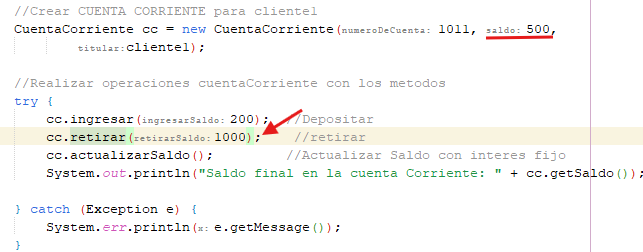 //Crear CUENTA CORRIENTE para cliente1
CuentaCorriente cc = new CuentaCorriente(numeroDeCuenta: 1011, saldo: 500,
titular: cliente1);
//Realizar operaciones cuentaCorriente con los metodos
try {
cc.ingresar(ingresarSaldo: 200); //Depositar
cc.retirar(retirarSaldo: 1000); //retirar
cc.actualizarSaldo(); //Actualizar Saldo con interes fijo
System.out.println("Saldo final en la cuenta Corriente: " + cc.getSaldo());
} catch (Exception e) {
System.err.println(x: e.getMessage());
}